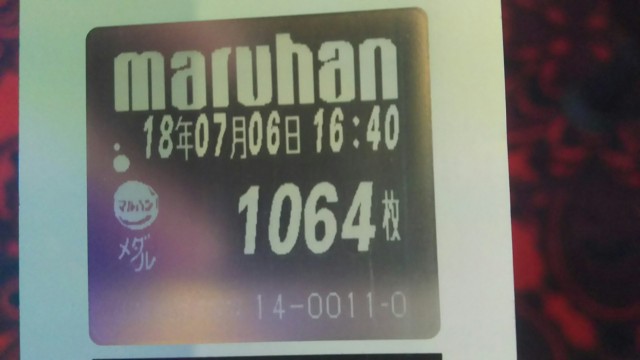 maruhan
18年07月06日 16:40
マルハン
1064枚
メダル
14-0011-0